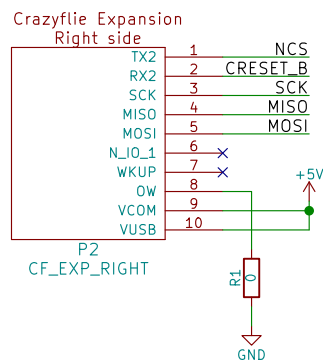 Crazyflie Expansion
Right side
TX2 1 NCS
RX2 2 CRESET_B
SCK 3 SCK
MISO 4 MISO
MOSI 5 MOSI
N_IO_1 6
WKUP 7
OW 8
VCOM 9
VUSB 10
+5V
P2
CF_EXP_RIGHT
R1
0
GND